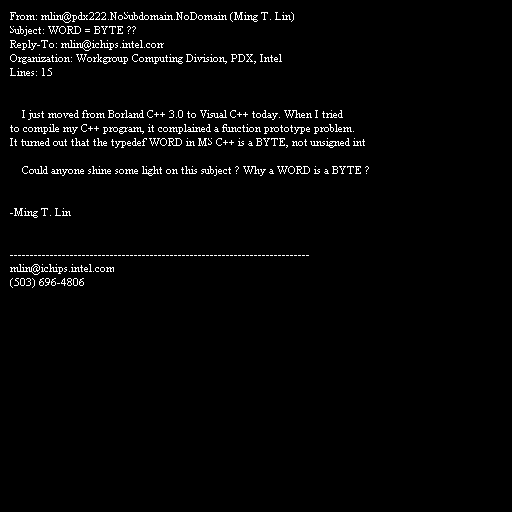 From: mlin@pdx222.NoSubdomain.NoDomain (Ming T. Lin)
Subject: WORD = BYTE ??
Reply-To: mlin@ichips.intel.com
Organization: Workgroup Computing Division, PDX, Intel
Lines: 15
I just moved from Borland C++ 3.0 to Visual C++ today. When I tried
to compile my C++ program, it complained a function prototype problem.
It turned out that the typedef WORD in MS C++ is a BYTE, not unsigned int
Could anyone shine some light on this subject ? Why a WORD is a BYTE ?
-Ming T. Lin
---------------------------------------------------------------------------
mlin@ichips.intel.com
(503) 696-4806